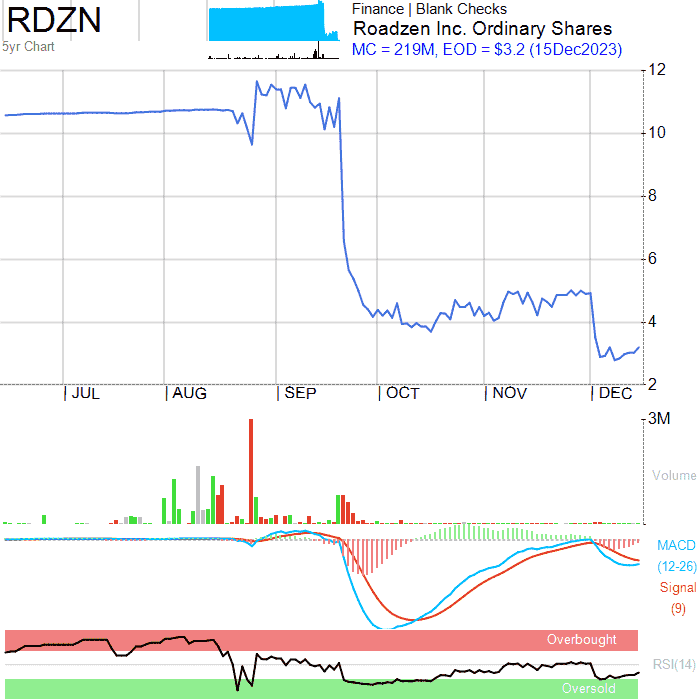 RDZN
5yr Chart
Finance | Blank Checks
Roadzen Inc. Ordinary Shares
MC = 219M, EOD = $3.2 (15Dec2023)
12
10
8
6
4
2
| JUL | AUG | SEP | OCT | NOV | DEC
3M
Volume
MACD
(12-26)
Signal
(9)
Overbought
RSI(14)
Oversold